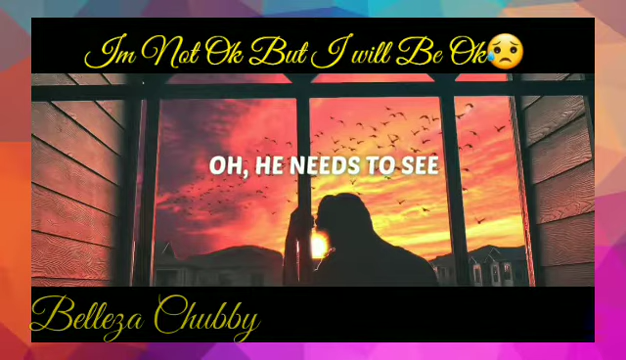 Im Not Ok But I will Be Ok😥
OH, HE NEEDS TO SEE
Belleza Chubby